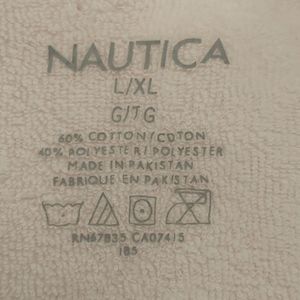 NAUTICA
L/XL
G/TG
60% COTTON/COTON
40% POLYESTER/POLYESTER
MADE IN PAKISTAN
FABRIQUE EN PAKISTAN
RN67835 CA07415
185